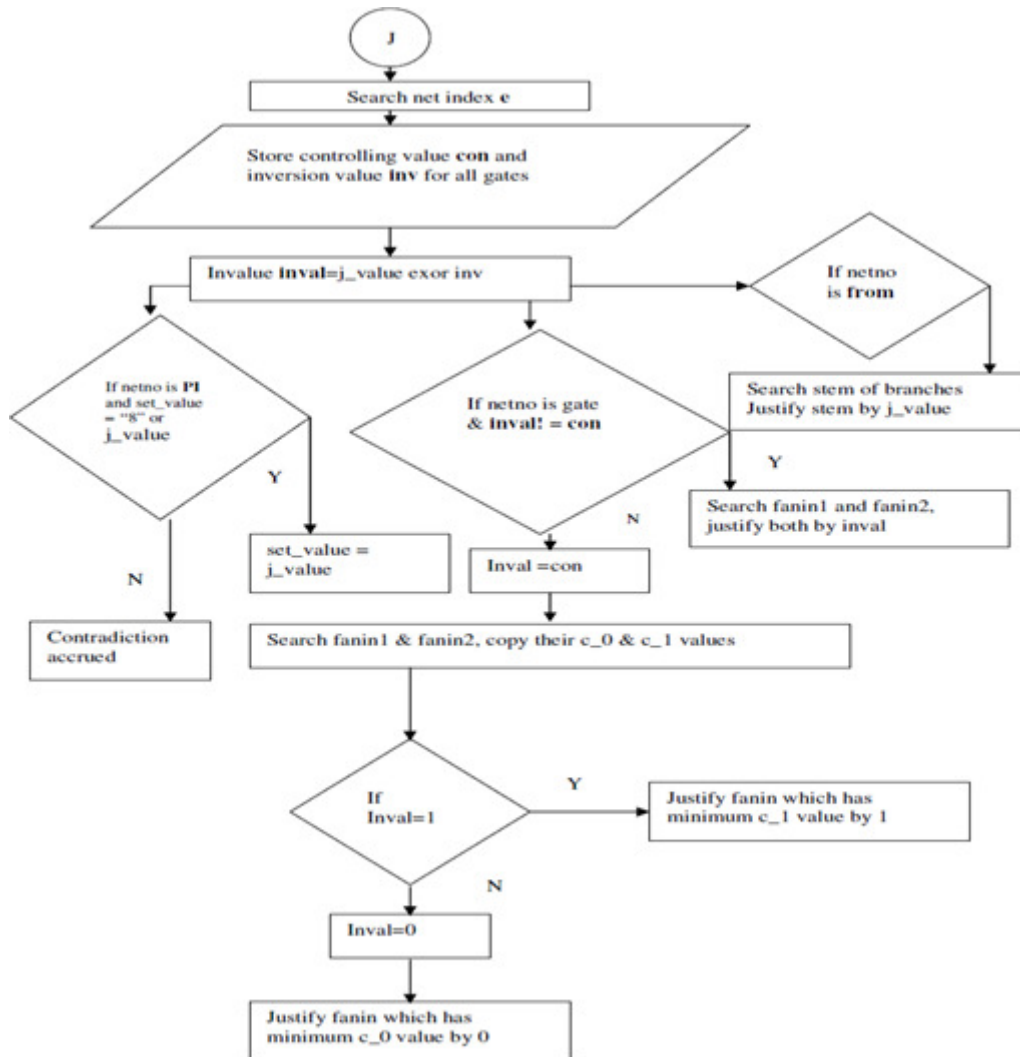 J
Search net index e
Store controlling value con and
inversion value inv for all gates
Invalue inval=j_value exor inv
If netno
is from
If netno is PI
and set_value
= "8" or
j_value
If netno is gate
& inval! = con
Search stem of branches
Justify stem by j_value
Y
Y
Search fanin1 and fanin2,
justify both by inval
N
set_value =
j_value
Inval =con
N
Contradiction
accrued
Search fanin1 & fanin2, copy their c_0 & c_1 values
If
Inval=1
Y
Justify fanin which has
minimum c_1 value by 1
N
Inval=0
Justify fanin which has
minimum c_0 value by 0